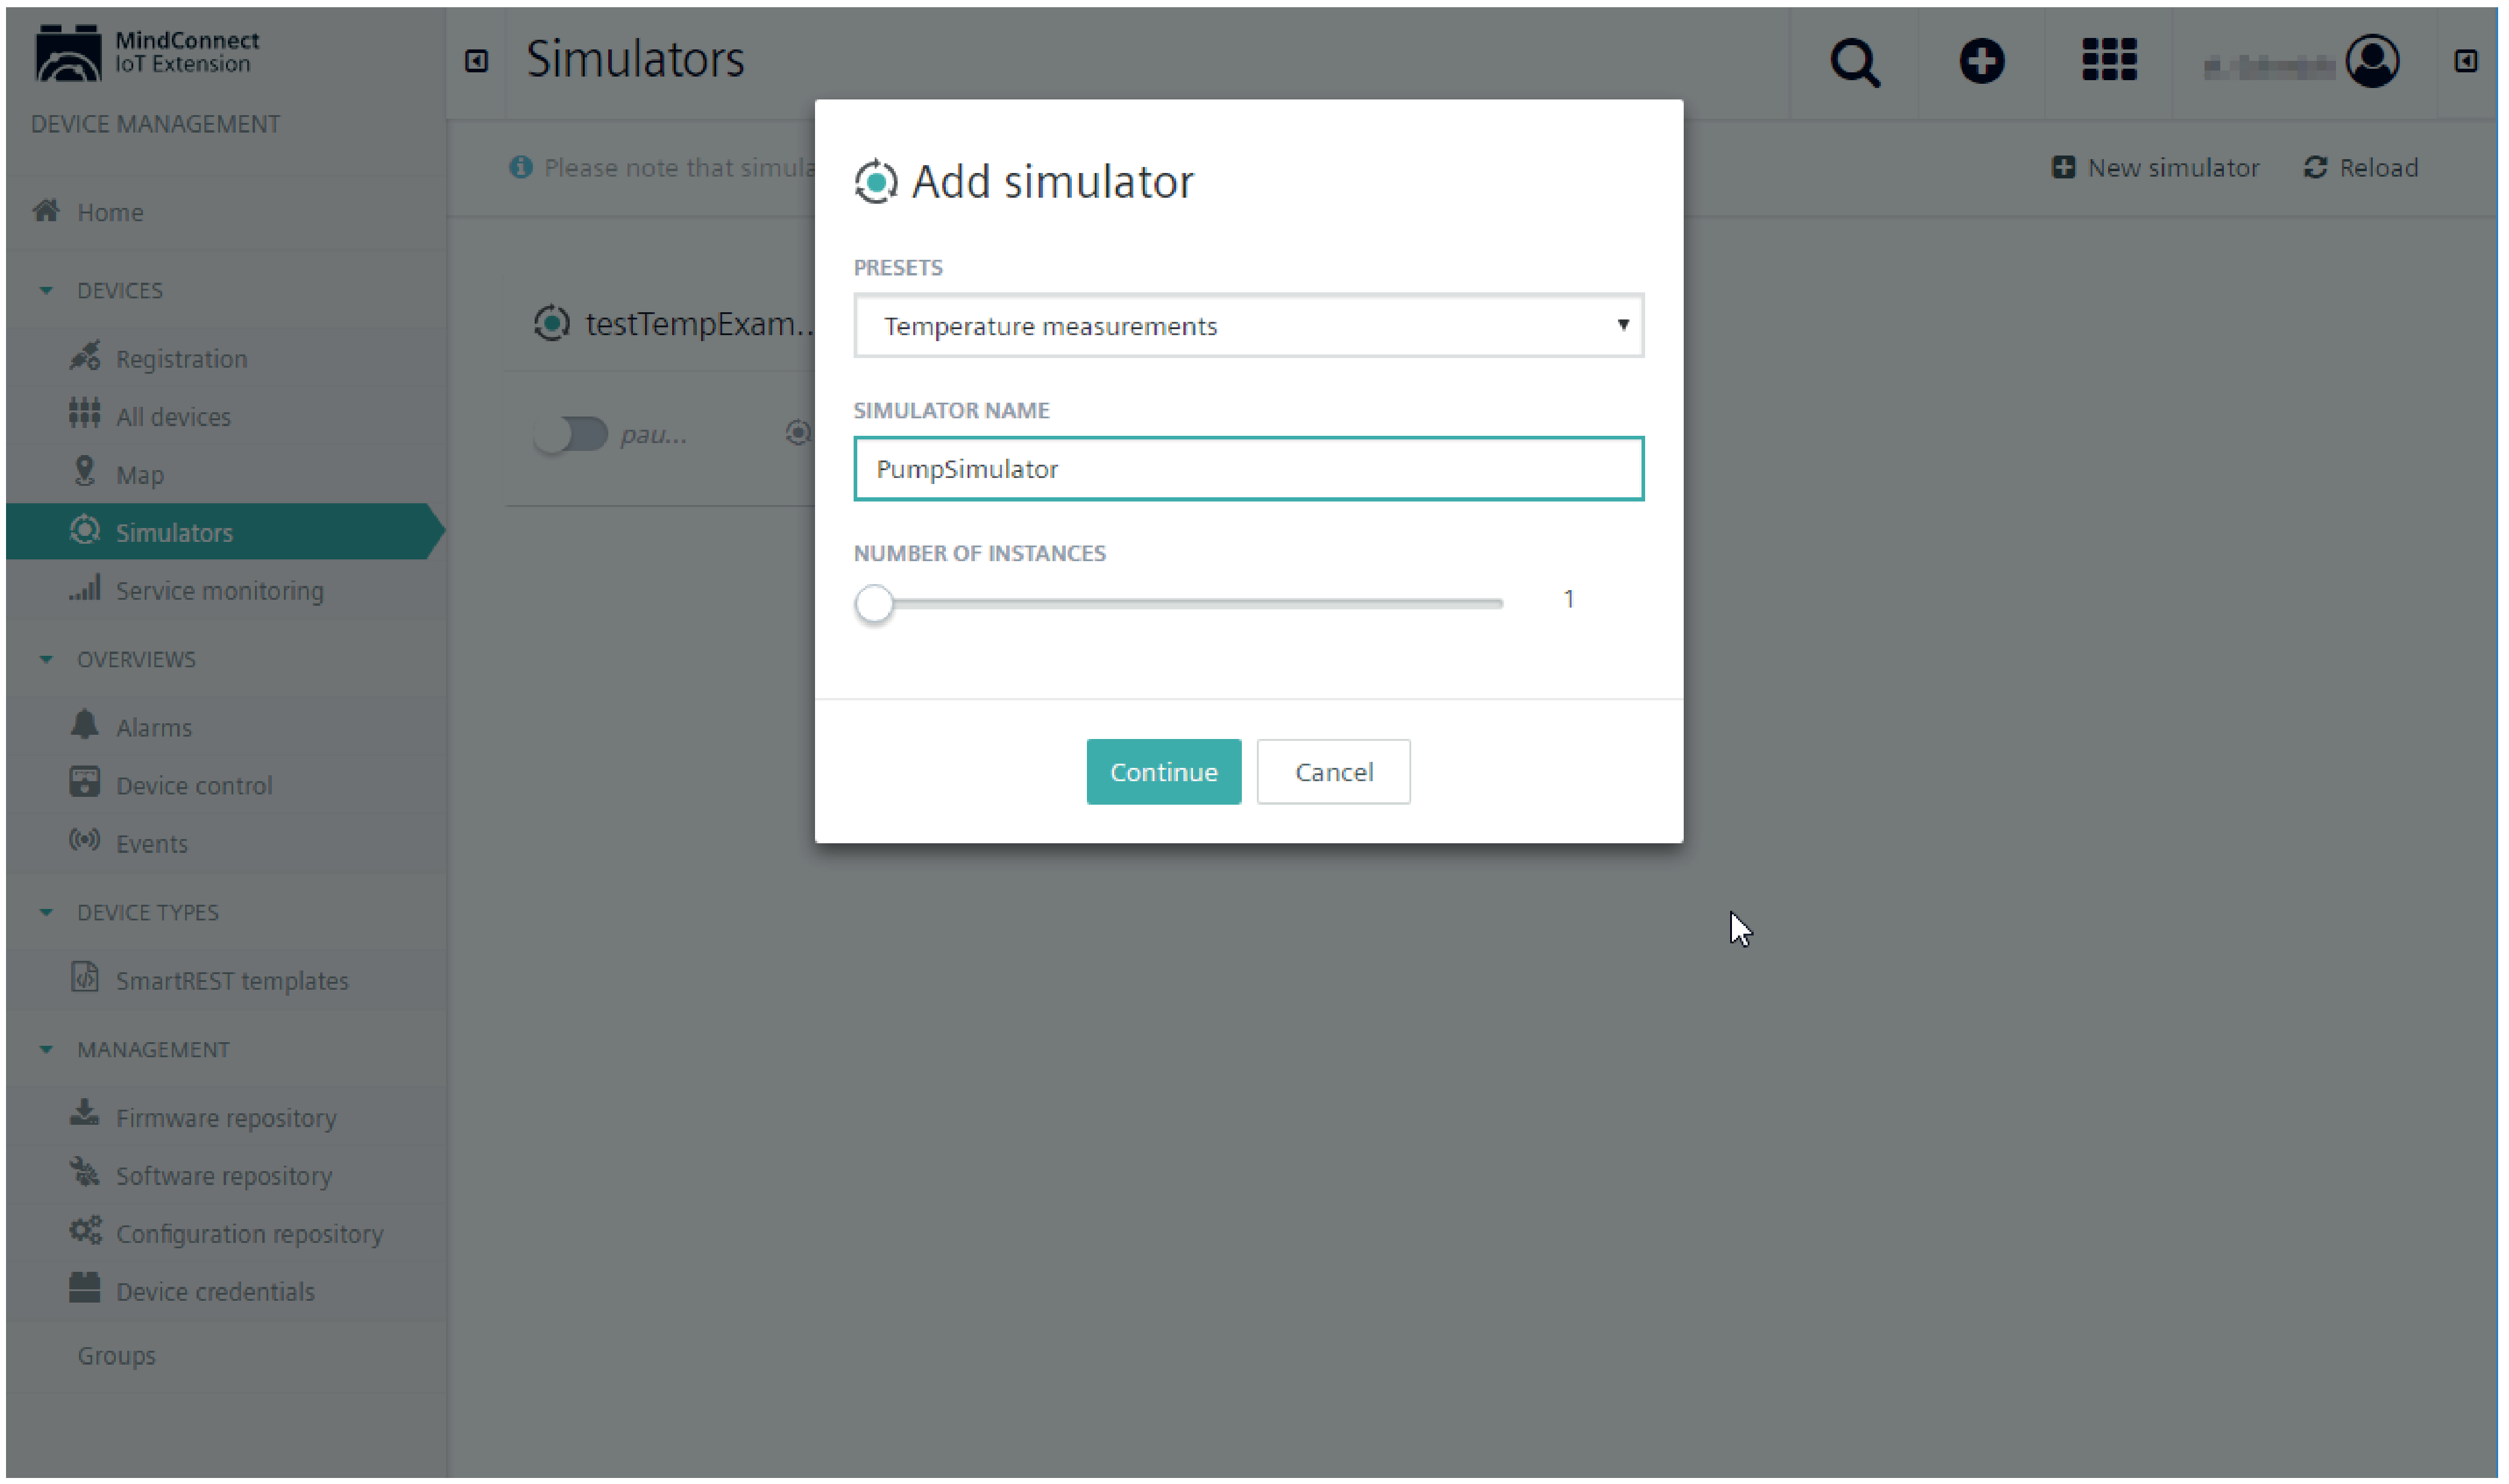 MindConnect
IoT Extension
DEVICE MANAGEMENT
Home
DEVICES
Registration
All devices
Map
Simulators
Service monitoring
OVERVIEWS
Alarms
Device control
Events
DEVICE TYPES
SmartREST templates
MANAGEMENT
Firmware repository
Software repository
Configuration repository
Device credentials
Groups
Simulators
Please note that simula
New simulator
Reload
testTempExam...
pau...
Add simulator
PRESETS
Temperature measurements
SIMULATOR NAME
PumpSimulator
NUMBER OF INSTANCES
1
Continue
Cancel